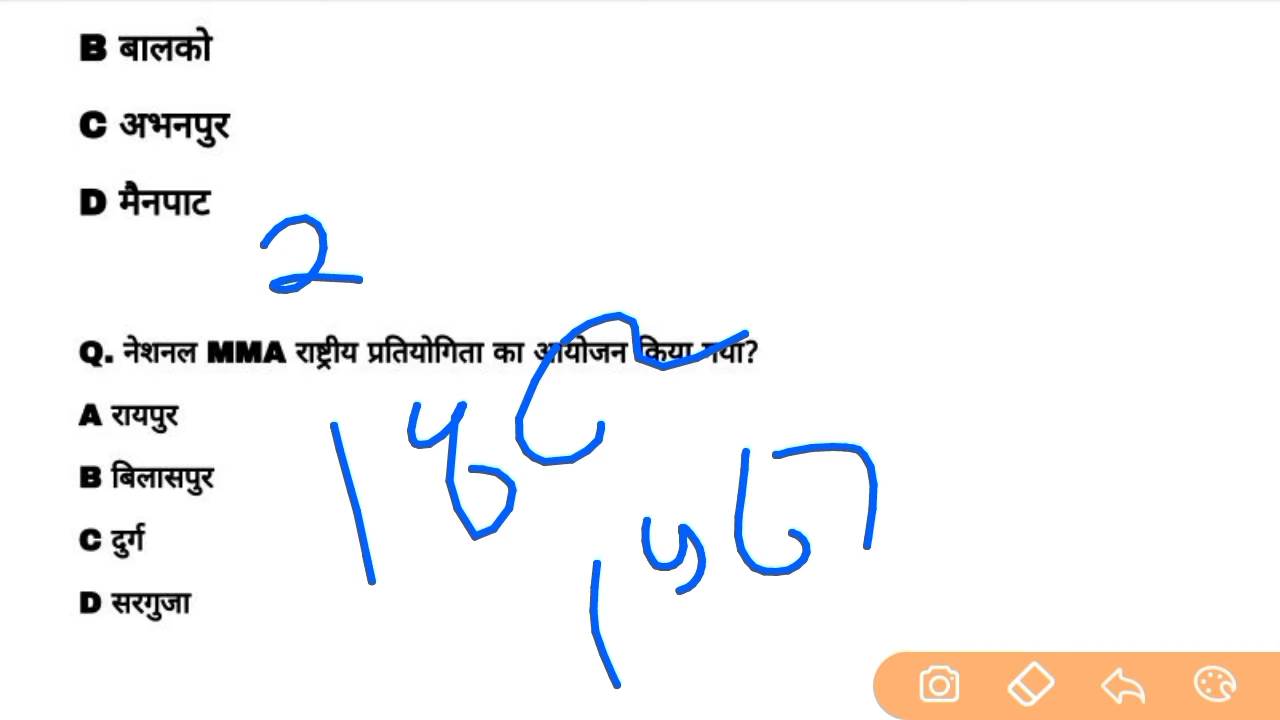 B बालको
C अभनपुर
D मैनपाट
2
Q. नेशनल MMA राष्ट्रीय प्रतियोगिता का आयोजन किया गया?
A रायपुर
B बिलासपुर
C दुर्ग
D सरगुजा